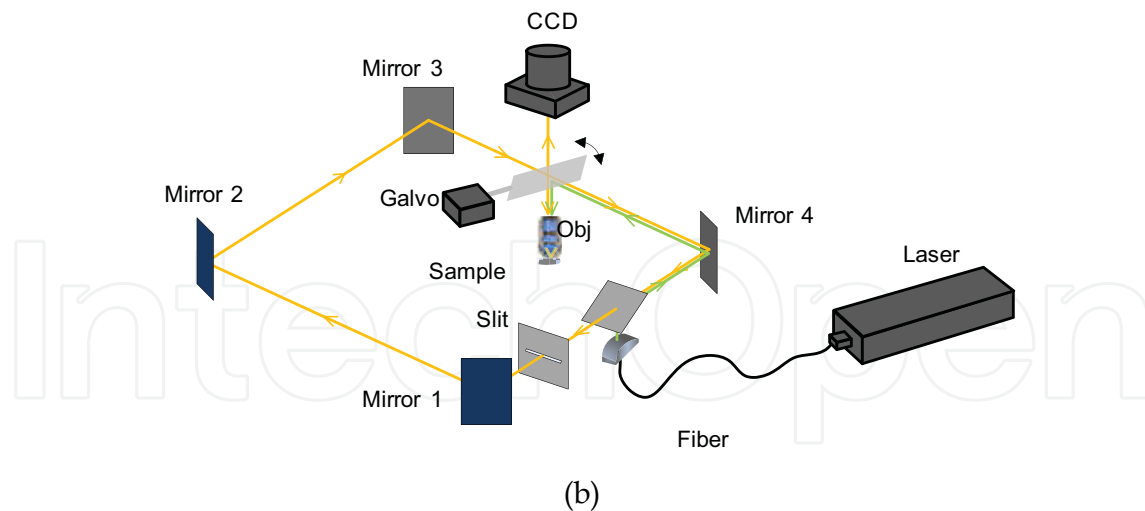 CCD
Mirror 3
Mirror 2
Galvo
Obj
Mirror 4
Laser
Sample
Slit
Mirror 1
Fiber
IntechOpen
(b)